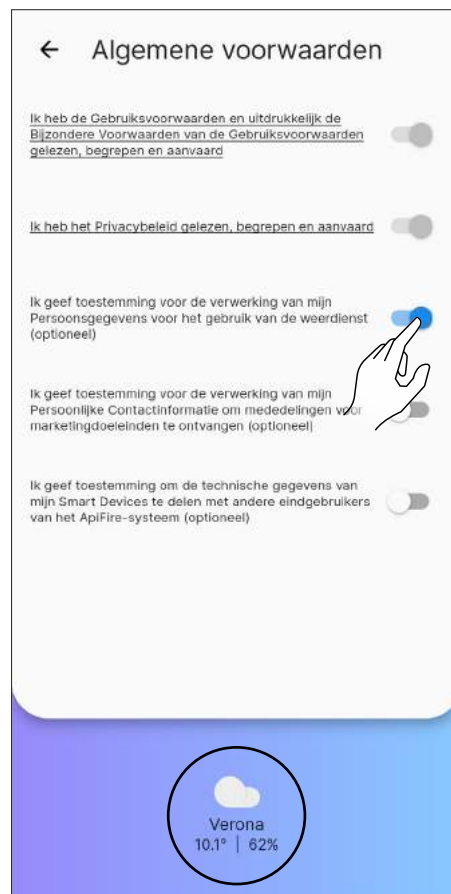 Algemene voorwaarden
Ik heb de Gebruiksvoorwaarden en uitdrukkelijk de
Bijzondere Voorwaarden van de Gebruiksvoorwaarden
gelezen, begrepen en aanvaard
Ik heb het Privacybeleid gelezen, begrepen en aanvaard
Ik geef toestemming voor de verwerking van mijn
Persoonsgegevens voor het gebruik van de weerdienst
(optioneel)
Ik geef toestemming voor de verwerking van mijn
Persoonlijke Contactinformatie om mededelingen voor
marketingdoeleinden te ontvangen (optioneel)
Ik geef toestemming om de technische gegevens van
mijn Smart Devices te delen met andere eindgebruikers
van het ApiFire-systeem (optioneel)
Verona
10.1° | 62%